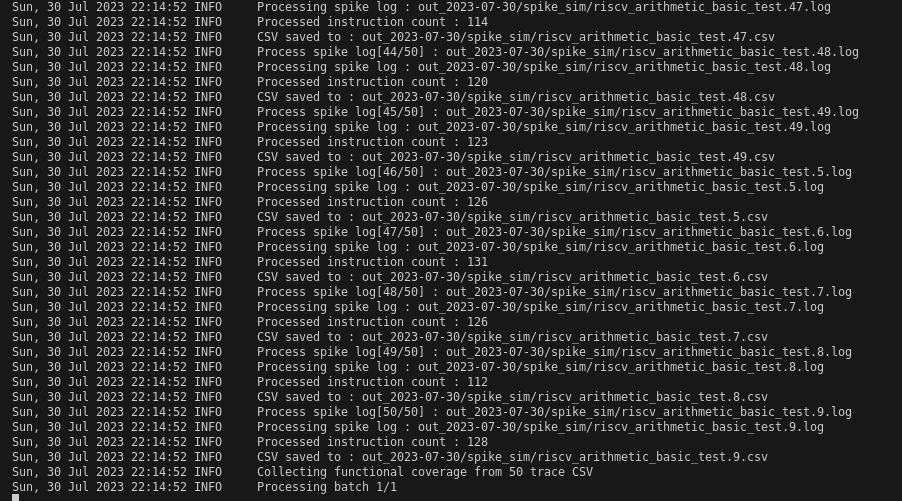 Sun, 30 Jul 2023 22:14:52 INFO     Processing spike log : out_2023-07-30/spike_sim/riscv_arithmetic_basic_test.47.log
Sun, 30 Jul 2023 22:14:52 INFO     Processed instruction count : 114
Sun, 30 Jul 2023 22:14:52 INFO     CSV saved to : out_2023-07-30/spike_sim/riscv_arithmetic_basic_test.47.csv
Sun, 30 Jul 2023 22:14:52 INFO     Process spike log[44/50] : out_2023-07-30/spike_sim/riscv_arithmetic_basic_test.48.log
Sun, 30 Jul 2023 22:14:52 INFO     Processing spike log : out_2023-07-30/spike_sim/riscv_arithmetic_basic_test.48.log
Sun, 30 Jul 2023 22:14:52 INFO     Processed instruction count : 120
Sun, 30 Jul 2023 22:14:52 INFO     CSV saved to : out_2023-07-30/spike_sim/riscv_arithmetic_basic_test.48.csv
Sun, 30 Jul 2023 22:14:52 INFO     Process spike log[45/50] : out_2023-07-30/spike_sim/riscv_arithmetic_basic_test.49.log
Sun, 30 Jul 2023 22:14:52 INFO     Processing spike log : out_2023-07-30/spike_sim/riscv_arithmetic_basic_test.49.log
Sun, 30 Jul 2023 22:14:52 INFO     Processed instruction count : 123
Sun, 30 Jul 2023 22:14:52 INFO     CSV saved to : out_2023-07-30/spike_sim/riscv_arithmetic_basic_test.49.csv
Sun, 30 Jul 2023 22:14:52 INFO     Process spike log[46/50] : out_2023-07-30/spike_sim/riscv_arithmetic_basic_test.5.log
Sun, 30 Jul 2023 22:14:52 INFO     Processing spike log : out_2023-07-30/spike_sim/riscv_arithmetic_basic_test.5.log
Sun, 30 Jul 2023 22:14:52 INFO     Processed instruction count : 126
Sun, 30 Jul 2023 22:14:52 INFO     CSV saved to : out_2023-07-30/spike_sim/riscv_arithmetic_basic_test.5.csv
Sun, 30 Jul 2023 22:14:52 INFO     Process spike log[47/50] : out_2023-07-30/spike_sim/riscv_arithmetic_basic_test.6.log
Sun, 30 Jul 2023 22:14:52 INFO     Processing spike log : out_2023-07-30/spike_sim/riscv_arithmetic_basic_test.6.log
Sun, 30 Jul 2023 22:14:52 INFO     Processed instruction count : 131
Sun, 30 Jul 2023 22:14:52 INFO     CSV saved to : out_2023-07-30/spike_sim/riscv_arithmetic_basic_test.6.csv
Sun, 30 Jul 2023 22:14:52 INFO     Process spike log[48/50] : out_2023-07-30/spike_sim/riscv_arithmetic_basic_test.7.log
Sun, 30 Jul 2023 22:14:52 INFO     Processing spike log : out_2023-07-30/spike_sim/riscv_arithmetic_basic_test.7.log
Sun, 30 Jul 2023 22:14:52 INFO     Processed instruction count : 126
Sun, 30 Jul 2023 22:14:52 INFO     CSV saved to : out_2023-07-30/spike_sim/riscv_arithmetic_basic_test.7.csv
Sun, 30 Jul 2023 22:14:52 INFO     Process spike log[49/50] : out_2023-07-30/spike_sim/riscv_arithmetic_basic_test.8.log
Sun, 30 Jul 2023 22:14:52 INFO     Processing spike log : out_2023-07-30/spike_sim/riscv_arithmetic_basic_test.8.log
Sun, 30 Jul 2023 22:14:52 INFO     Processed instruction count : 112
Sun, 30 Jul 2023 22:14:52 INFO     CSV saved to : out_2023-07-30/spike_sim/riscv_arithmetic_basic_test.8.csv
Sun, 30 Jul 2023 22:14:52 INFO     Process spike log[50/50] : out_2023-07-30/spike_sim/riscv_arithmetic_basic_test.9.log
Sun, 30 Jul 2023 22:14:52 INFO     Processing spike log : out_2023-07-30/spike_sim/riscv_arithmetic_basic_test.9.log
Sun, 30 Jul 2023 22:14:52 INFO     Processed instruction count : 128
Sun, 30 Jul 2023 22:14:52 INFO     CSV saved to : out_2023-07-30/spike_sim/riscv_arithmetic_basic_test.9.csv
Sun, 30 Jul 2023 22:14:52 INFO     Collecting functional coverage from 50 trace CSV
Sun, 30 Jul 2023 22:14:52 INFO     Processing batch 1/1